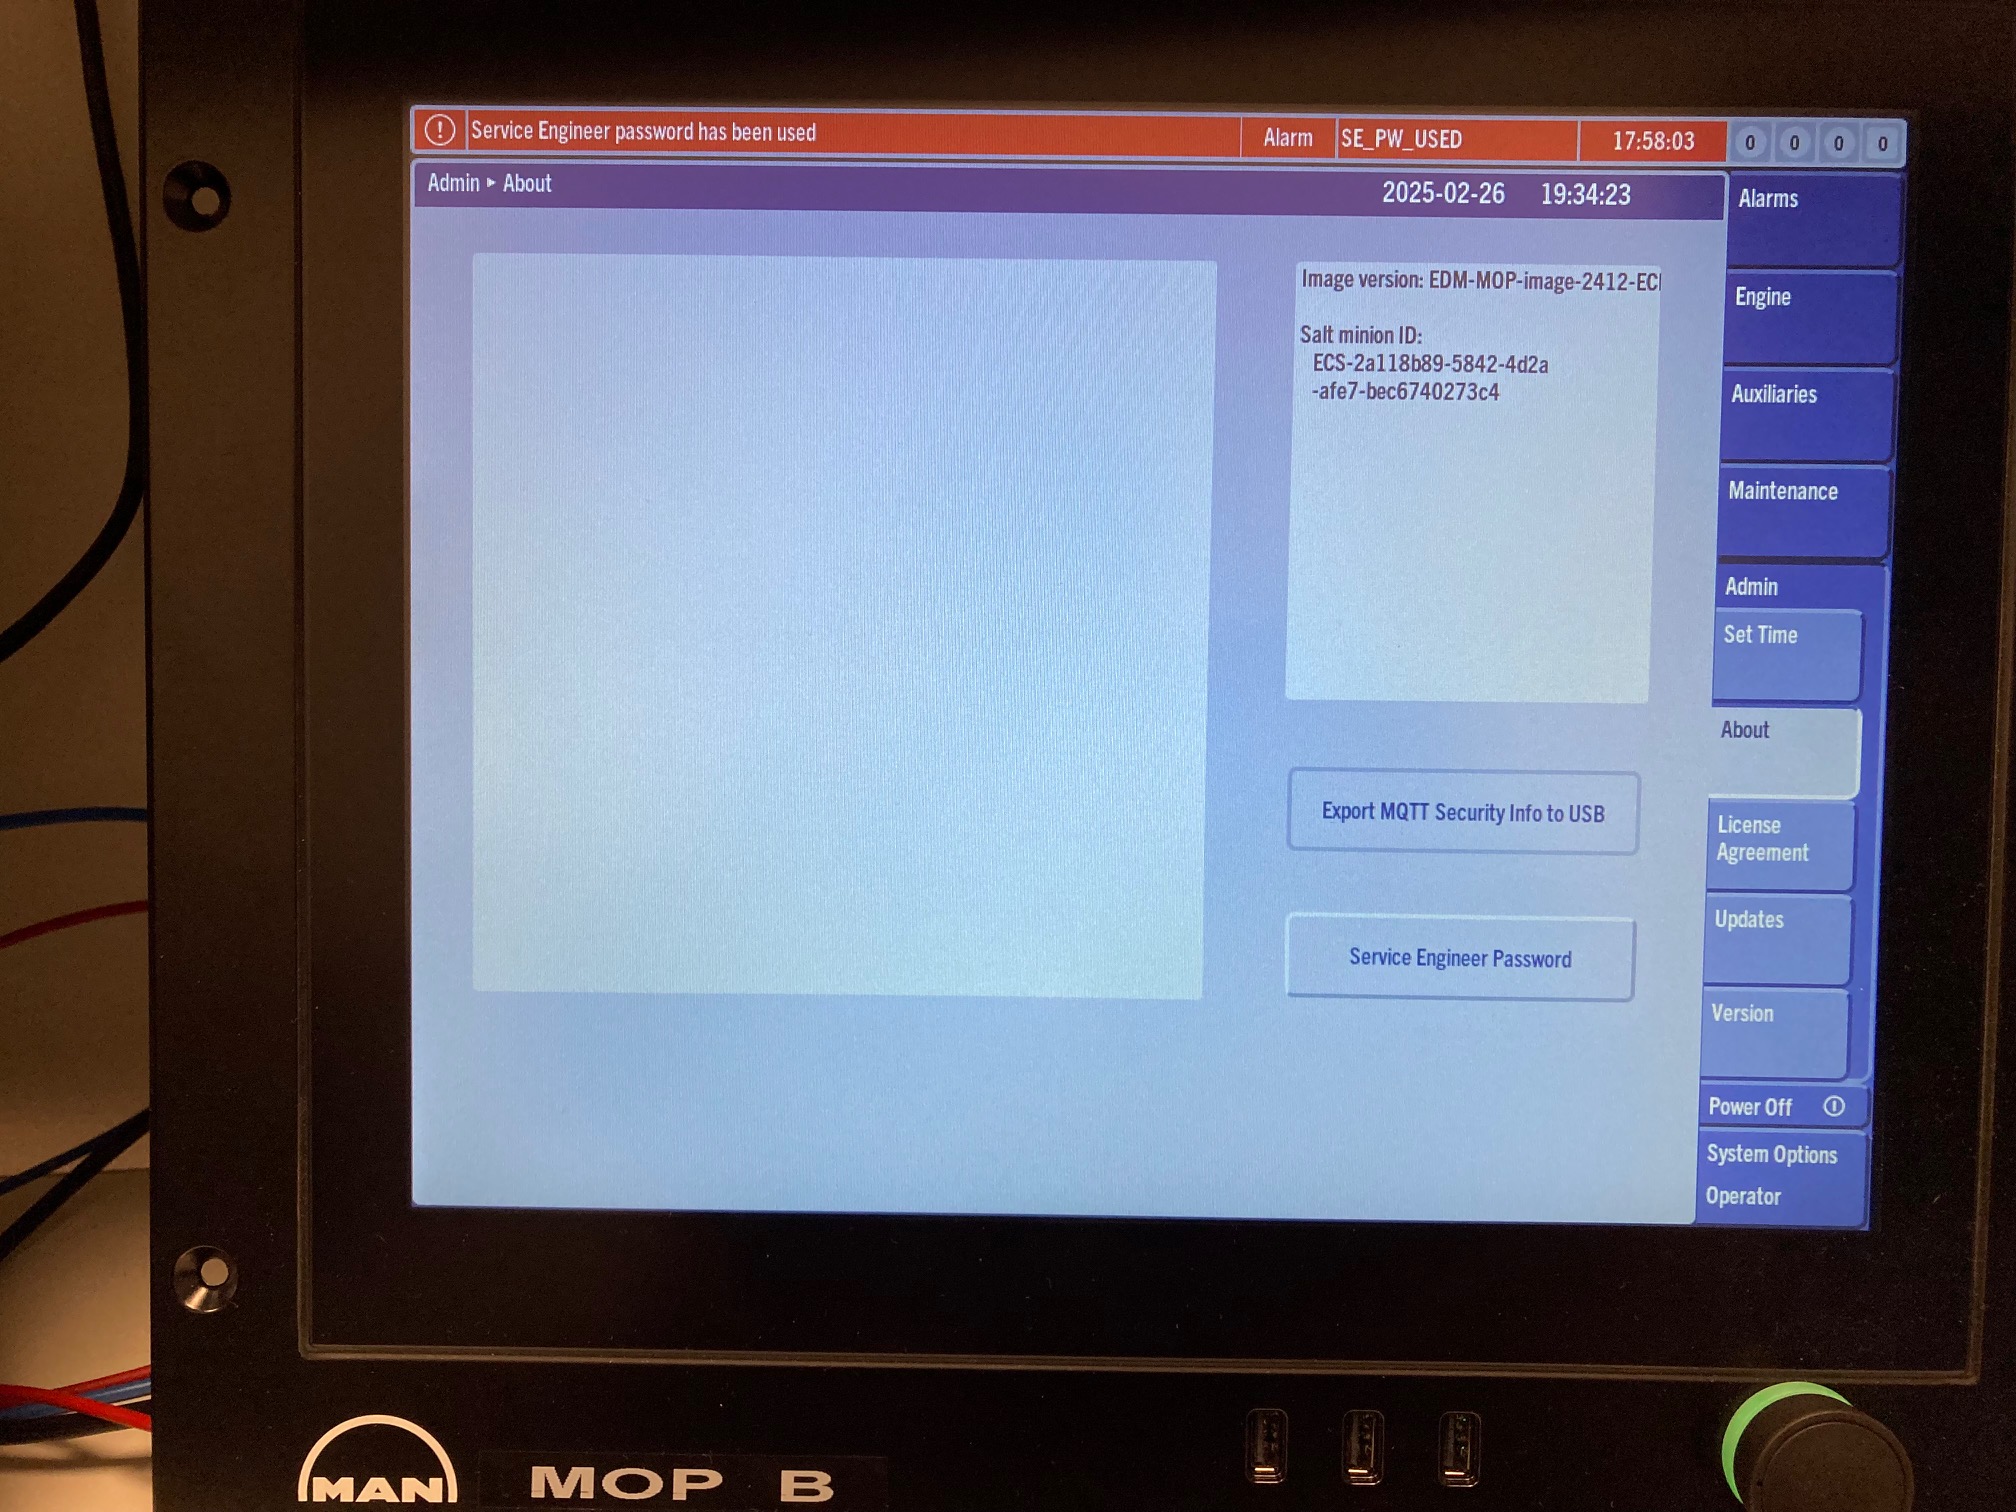 Service Engineer password has been used Alarm SE_PW_USED 17:58:03 0 0 0 0
Admin ▸ About 2025-02-26 19:34:23
Image version: EDM-MOP-image-2412-EC
Salt minion ID:
ECS-2a118b89-5842-4d2a
-afe7-bec6740273c4
Export MQTT Security Info to USB
Service Engineer Password
Alarms
Engine
Auxiliaries
Maintenance
Admin
Set Time
About
License
Agreement
Updates
Version
Power Off
System Options
Operator
MAN
MOP B